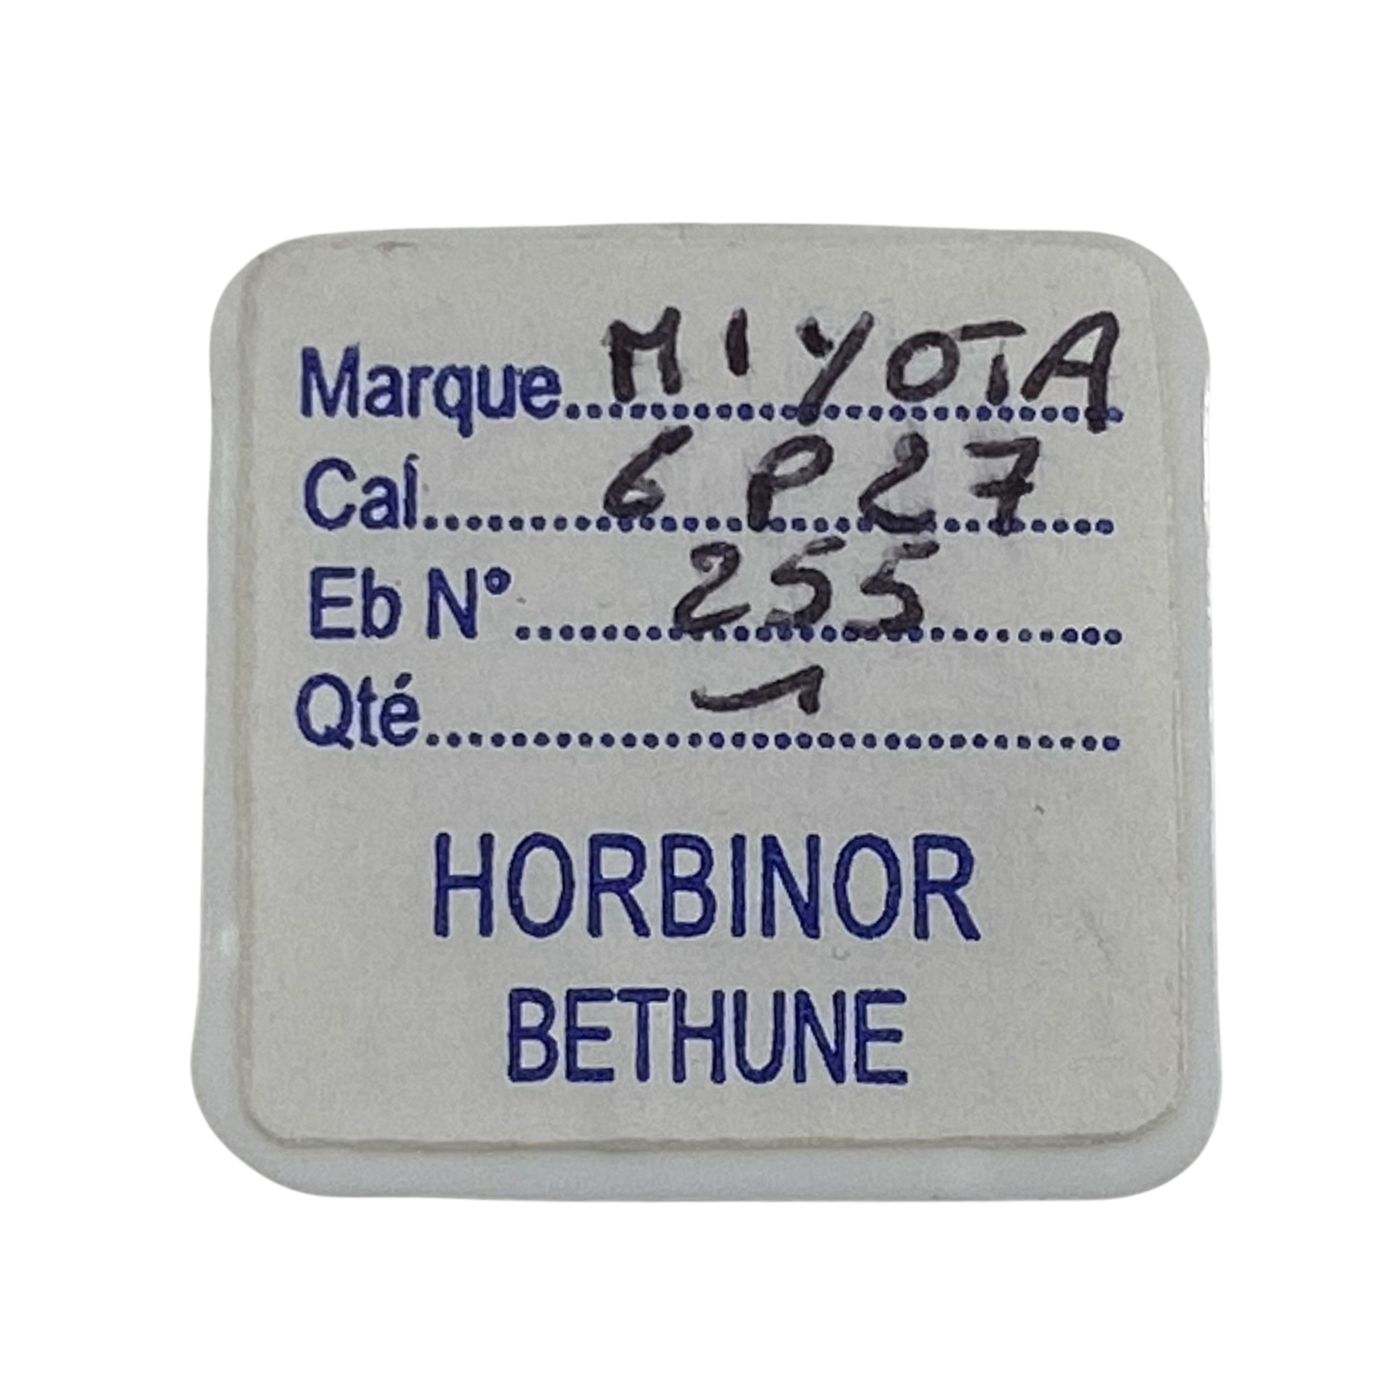 Marque MIYOTA
Cal 6P27
Eb N° 255
Qté 1
HORBINOR
BETHUNE